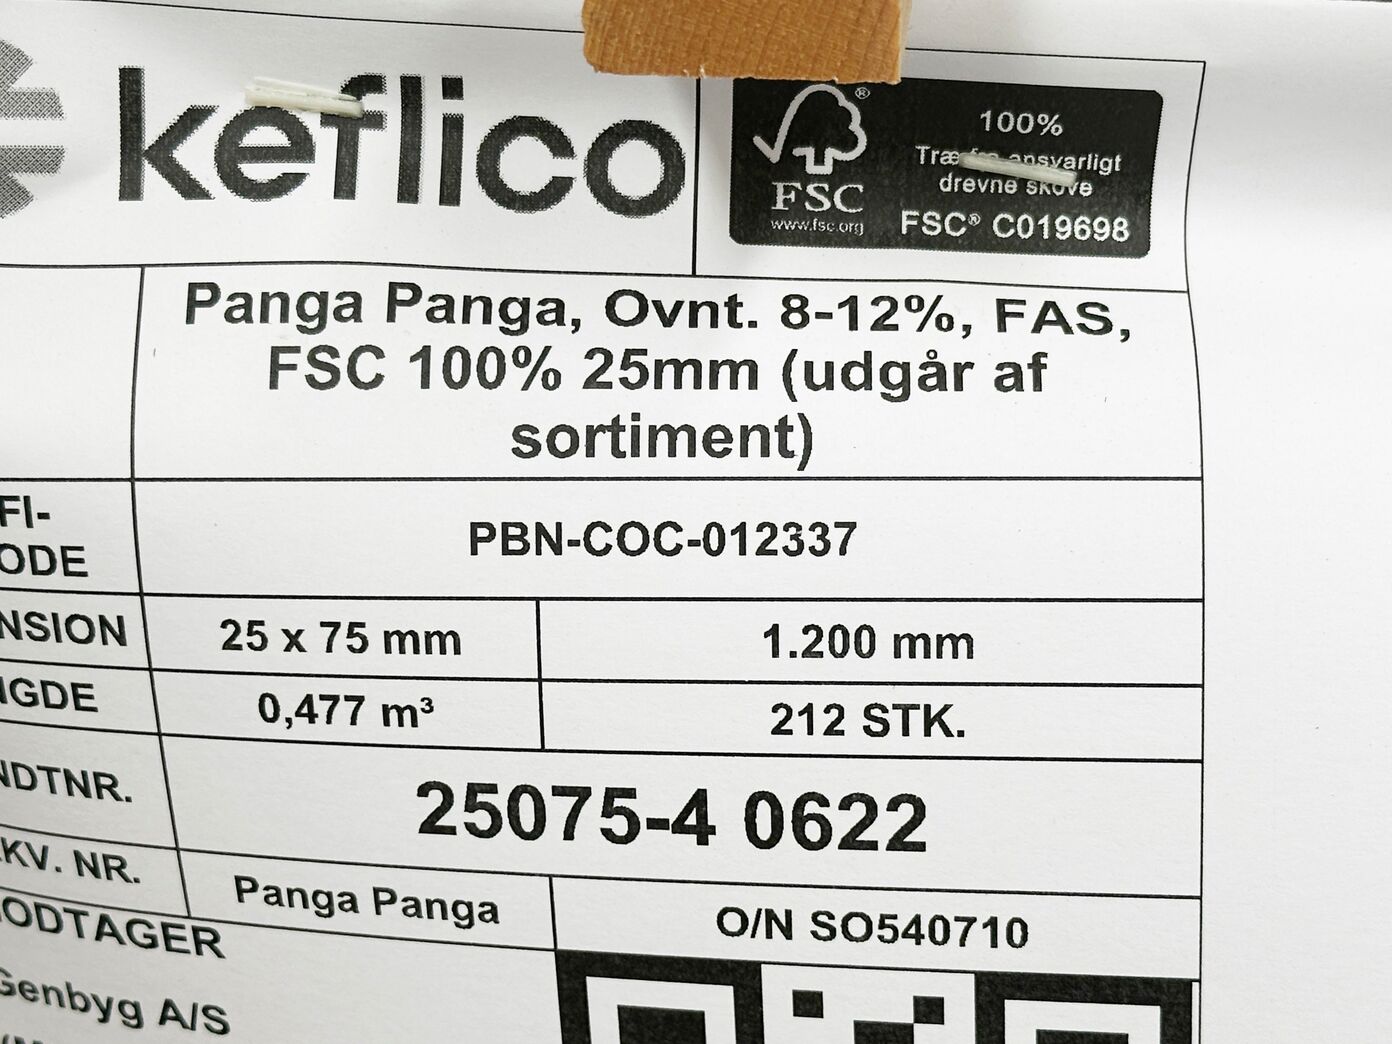 keflico
®
100%
Træ fra ansvarligt
drevne skove
FSC
www.fsc.org
FSC® C019698
Panga Panga, Ovnt. 8-12%, FAS,
FSC 100% 25mm (udgår af
sortiment)
FI-
ODE
PBN-COC-012337
NSION
25 x 75 mm
1.200 mm
GDE
0,477 m³
212 STK.
NDTNR.
25075-4 0622
KV. NR.
Panga Panga
O/N SO540710
ODTAGER
Genbyg A/S